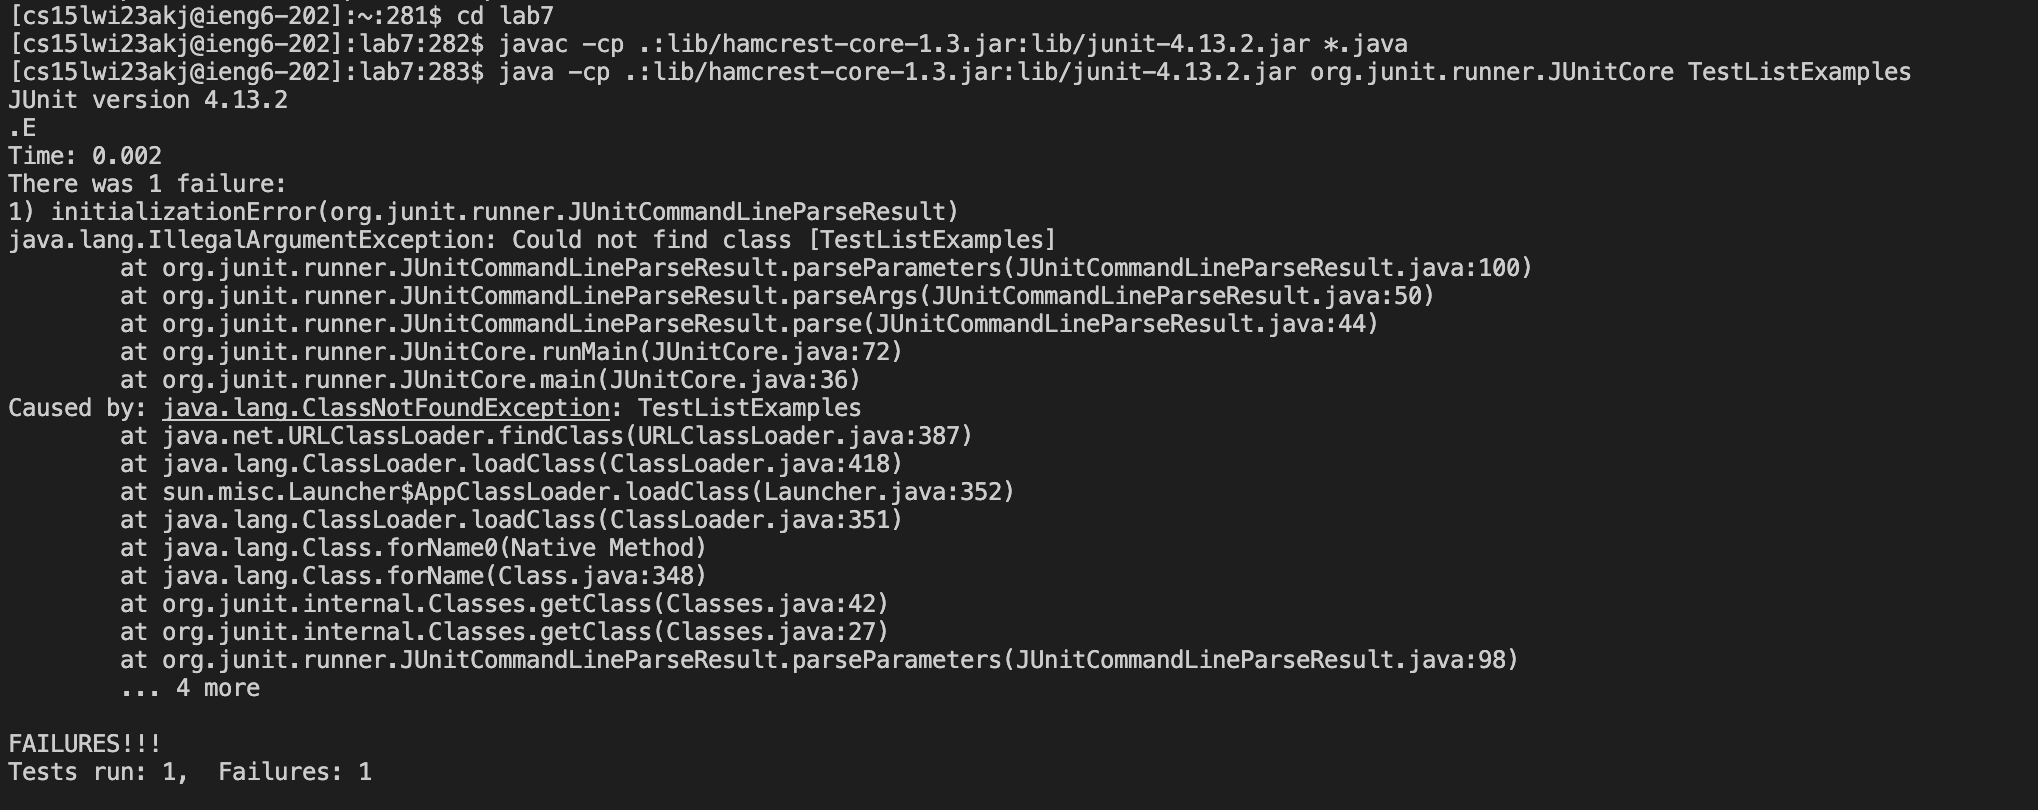 [cs15lwi23akj@ieng6-202]:~:281$ cd lab7
[cs15lwi23akj@ieng6-202]:lab7:282$ javac -cp .:lib/hamcrest-core-1.3.jar:lib/junit-4.13.2.jar *.java
[cs15lwi23akj@ieng6-202]:lab7:283$ java -cp .:lib/hamcrest-core-1.3.jar:lib/junit-4.13.2.jar org.junit.runner.JUnitCore TestListExamples
JUnit version 4.13.2
.E
Time: 0.002
There was 1 failure:
1) initializationError(org.junit.runner.JUnitCommandLineParseResult)
java.lang.IllegalArgumentException: Could not find class [TestListExamples]
        at org.junit.runner.JUnitCommandLineParseResult.parseParameters(JUnitCommandLineParseResult.java:100)
        at org.junit.runner.JUnitCommandLineParseResult.parseArgs(JUnitCommandLineParseResult.java:50)
        at org.junit.runner.JUnitCommandLineParseResult.parse(JUnitCommandLineParseResult.java:44)
        at org.junit.runner.JUnitCore.runMain(JUnitCore.java:72)
        at org.junit.runner.JUnitCore.main(JUnitCore.java:36)
Caused by: java.lang.ClassNotFoundException: TestListExamples
        at java.net.URLClassLoader.findClass(URLClassLoader.java:387)
        at java.lang.ClassLoader.loadClass(ClassLoader.java:418)
        at sun.misc.Launcher$AppClassLoader.loadClass(Launcher.java:352)
        at java.lang.ClassLoader.loadClass(ClassLoader.java:351)
        at java.lang.Class.forName0(Native Method)
        at java.lang.Class.forName(Class.java:348)
        at org.junit.internal.Classes.getClass(Classes.java:42)
        at org.junit.internal.Classes.getClass(Classes.java:27)
        at org.junit.runner.JUnitCommandLineParseResult.parseParameters(JUnitCommandLineParseResult.java:98)
        ... 4 more
FAILURES!!!
Tests run: 1,  Failures: 1